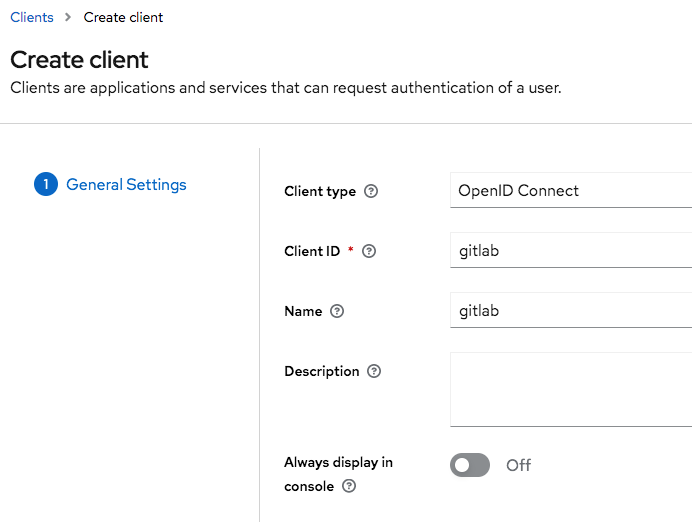 Clients > Create client
Create client
Clients are applications and services that can request authentication of a user.
1 General Settings
Client type ?
OpenID Connect
Client ID * ?
gitlab
Name ?
gitlab
Description ?
Always display in
console ?
Off